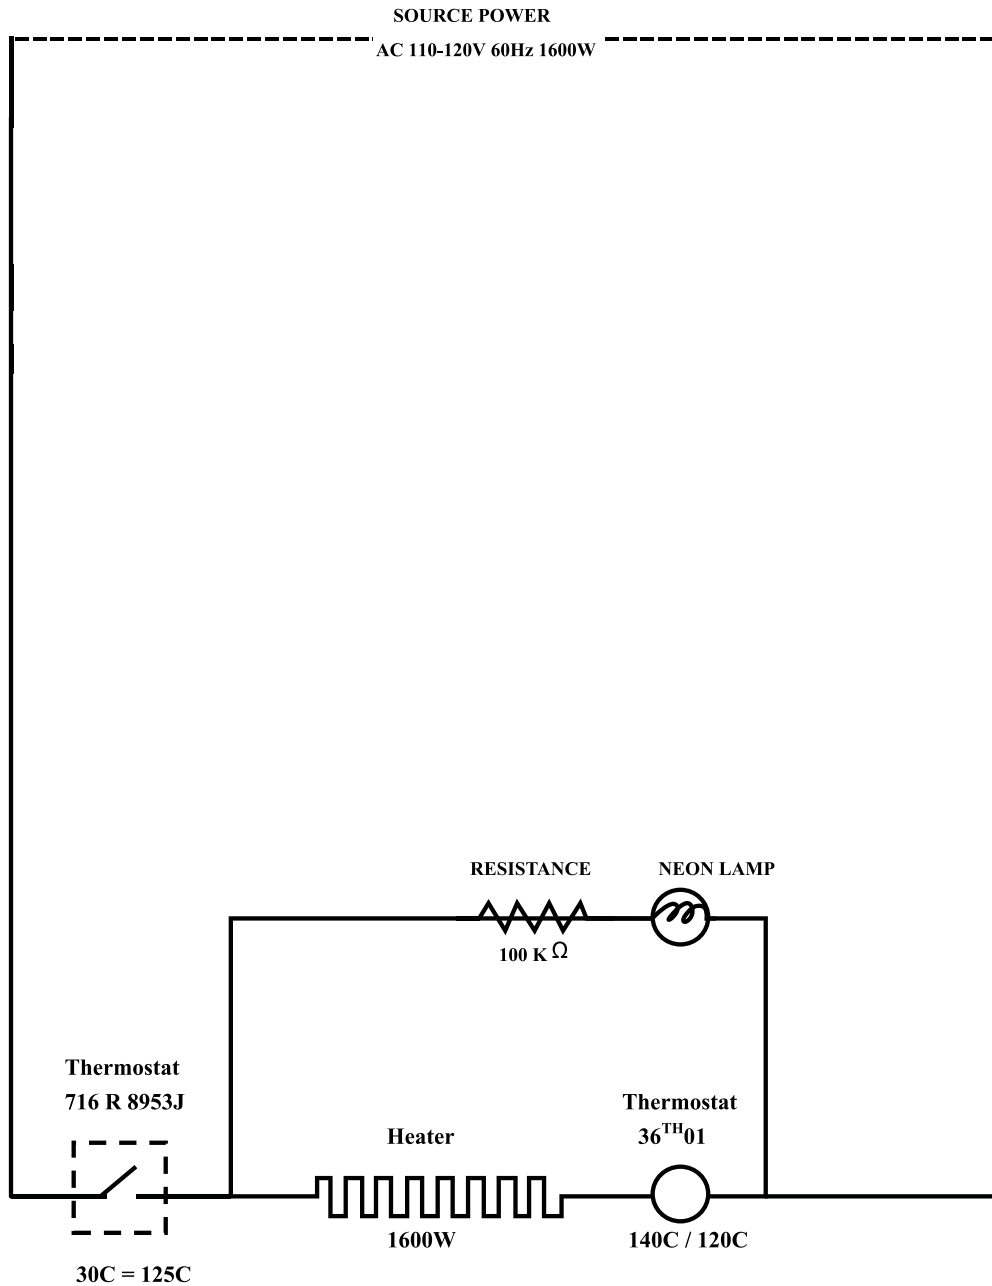 SOURCE POWER
AC 110-120V 60Hz 1600W
RESISTANCE
NEON LAMP
100 K Ω
Thermostat
716 R 8953J
Thermostat
36TH01
Heater
1600W
140C / 120C
30C = 125C